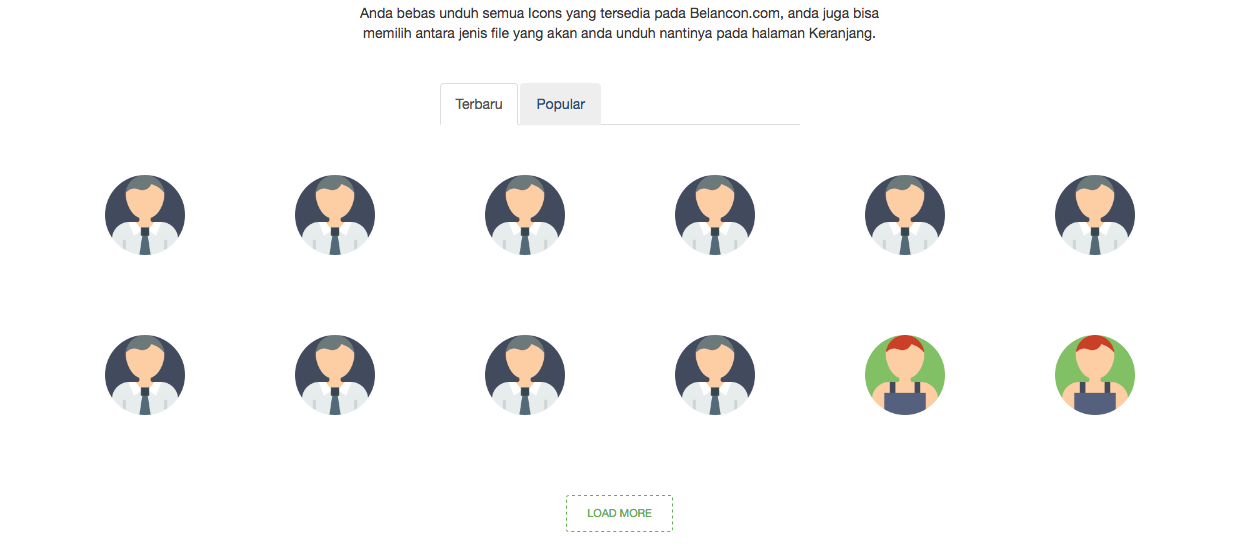 Anda bebas unduh semua Icons yang tersedia pada Belancon.com, anda juga bisa
memilih antara jenis file yang akan anda unduh nantinya pada halaman Keranjang.
Terbaru
Popular
LOAD MORE